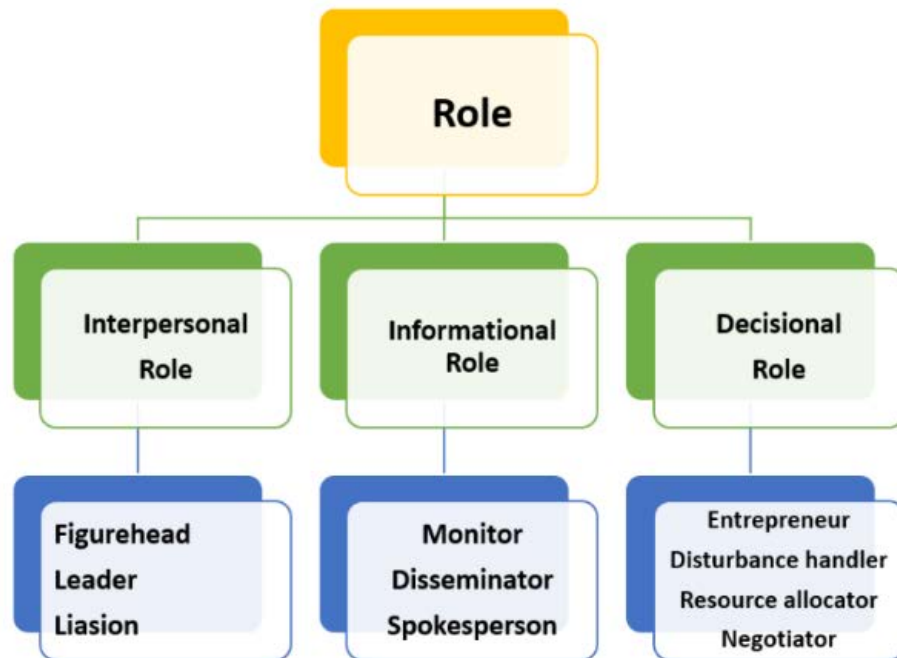 Role
Interpersonal
Role
Informational
Role
Decisional
Role
Figurehead
Leader
Liasion
Monitor
Disseminator
Spokesperson
Entrepreneur
Disturbance handler
Resource allocator
Negotiator